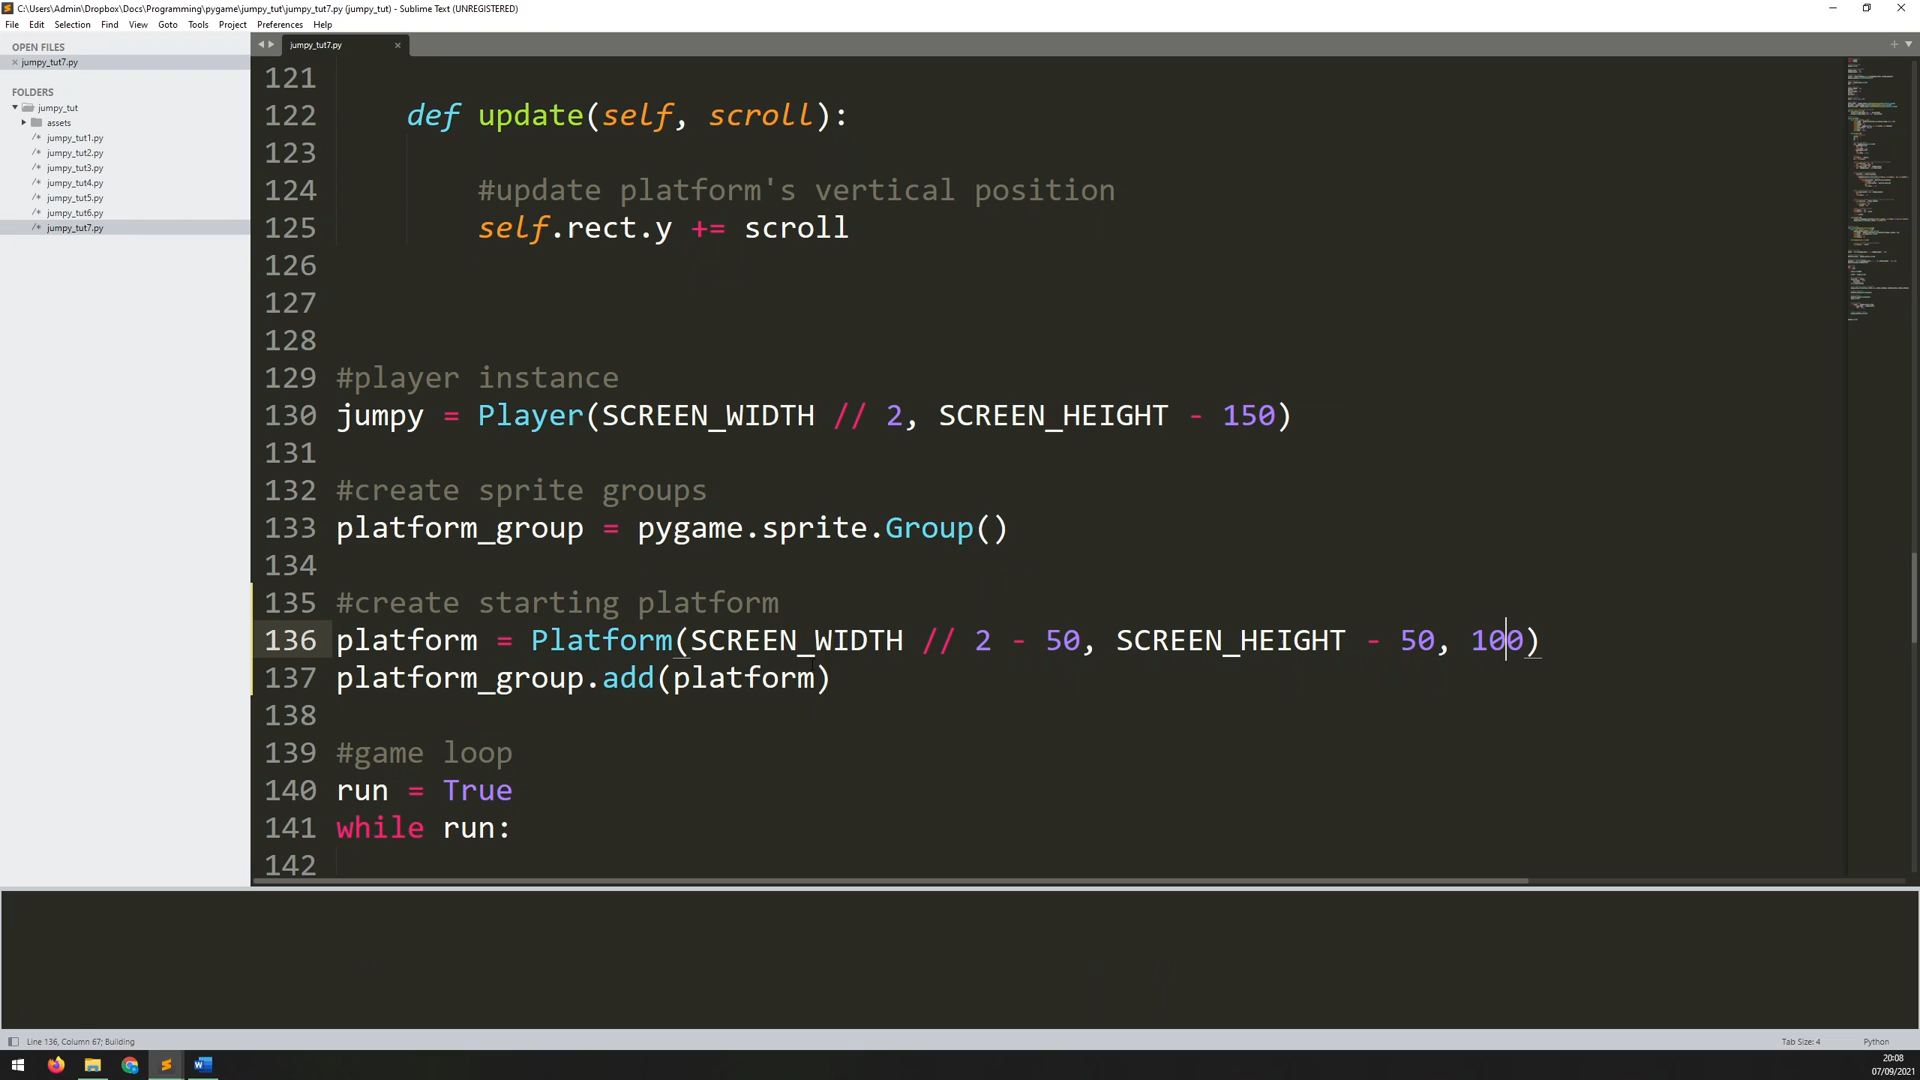 C:\Users\Admin\Dropbox\Docs\Programming\pygame\jumpy_tut\jumpy_tut7.py (jumpy_tut) - Sublime Text (UNREGISTERED)
File Edit Selection Find View Goto Tools Project Preferences Help
OPEN FILES
jumpy_tut7.py
FOLDERS
jumpy_tut
assets
/* jumpy_tut1.py
/* jumpy_tut2.py
/* jumpy_tut3.py
/* jumpy_tut4.py
/* jumpy_tut5.py
/* jumpy_tut6.py
/* jumpy_tut7.py
jumpy_tut7.py
121
122 def update(self, scroll):
123
124 #update platform's vertical position
125 self.rect.y += scroll
126
127
128
129 #player instance
130 jumpy = Player(SCREEN_WIDTH // 2, SCREEN_HEIGHT - 150)
131
132 #create sprite groups
133 platform_group = pygame.sprite.Group()
134
135 #create starting platform
136 platform = Platform(SCREEN_WIDTH // 2 - 50, SCREEN_HEIGHT - 50, 100)
137 platform_group.add(platform)
138
139 #game loop
140 run = True
141 while run:
142
Line 136, Column 67; Building
Tab Size: 4
Python
20:08
07/09/2021